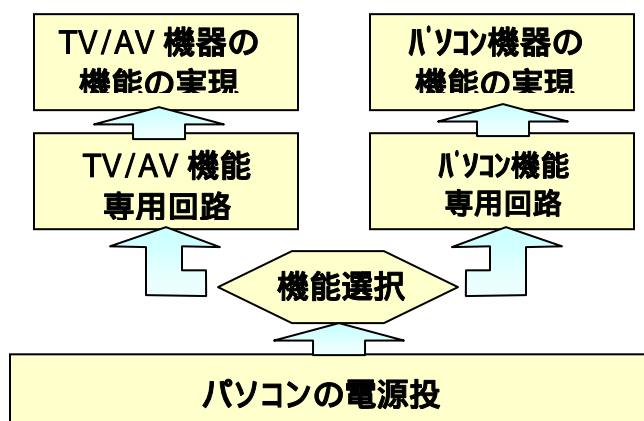 TV/AV 機器の
機能の実現
ﾊﾟｿｺﾝ機器の
機能の実現
TV/AV 機能
専用回路
ﾊﾟｿｺﾝ機能
専用回路
機能選択
パソコンの電源投